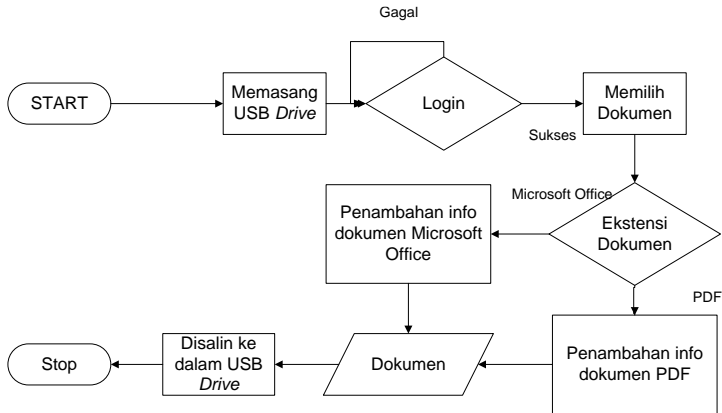 Gagal
START
Memasang
USB Drive
Login
Memilih
Dokumen
Sukses
Microsoft Office
Ekstensi
Dokumen
Penambahan info
dokumen Microsoft
Office
PDF
Penambahan info
dokumen PDF
Dokumen
Disalin ke
dalam USB
Drive
Stop